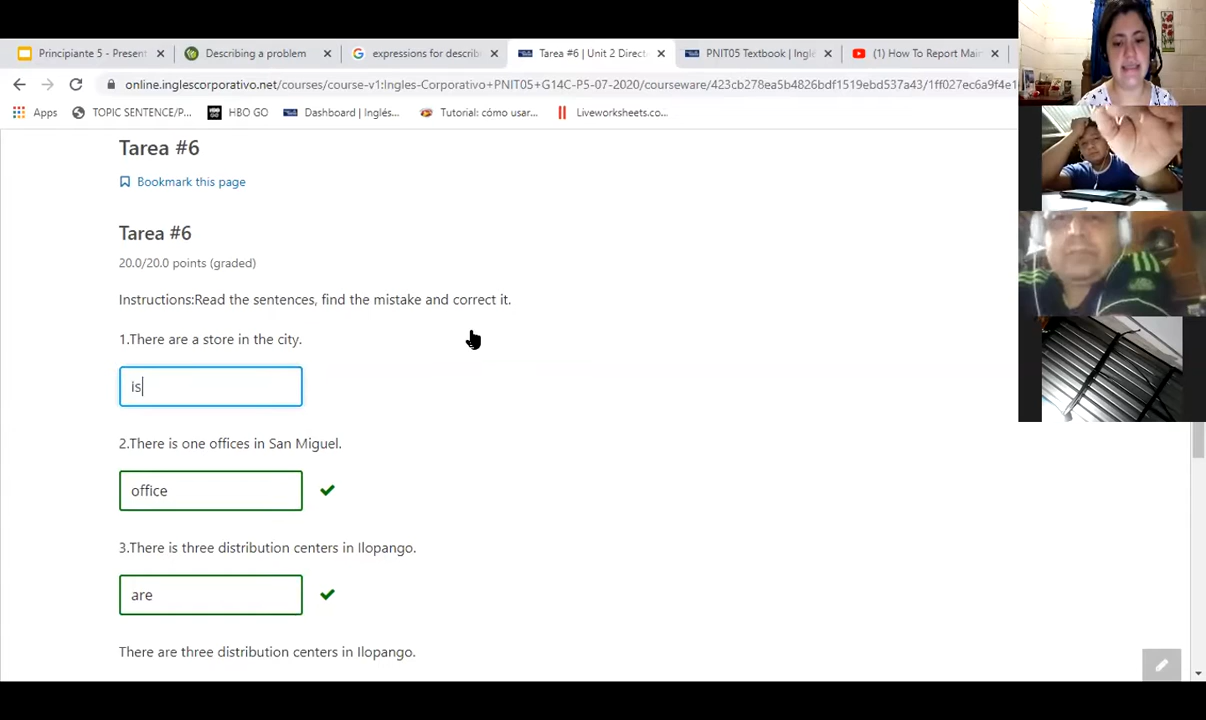 Principiante 5 - Present
Describing a problem
expressions for describ
Tarea #6 | Unit 2 Direct
PNIT05 Textbook | Inglé
(1) How To Report Main
online.inglescorporativo.net/courses/course-v1:Ingles-Corporativo+PNIT05+G14C-P5-07-2020/courseware/423cb278ea5b4826bdf1519ebd537a43/1ff027ec6a9f4e1
Apps
TOPIC SENTENCE/P...
HBO GO
Dashboard | Inglés...
Tutorial: cómo usar...
Liveworksheets.co...
Tarea #6
Bookmark this page
Tarea #6
20.0/20.0 points (graded)
Instructions:Read the sentences, find the mistake and correct it.
1.There are a store in the city.
is
2.There is one offices in San Miguel.
office
3.There is three distribution centers in Ilopango.
are
There are three distribution centers in Ilopango.